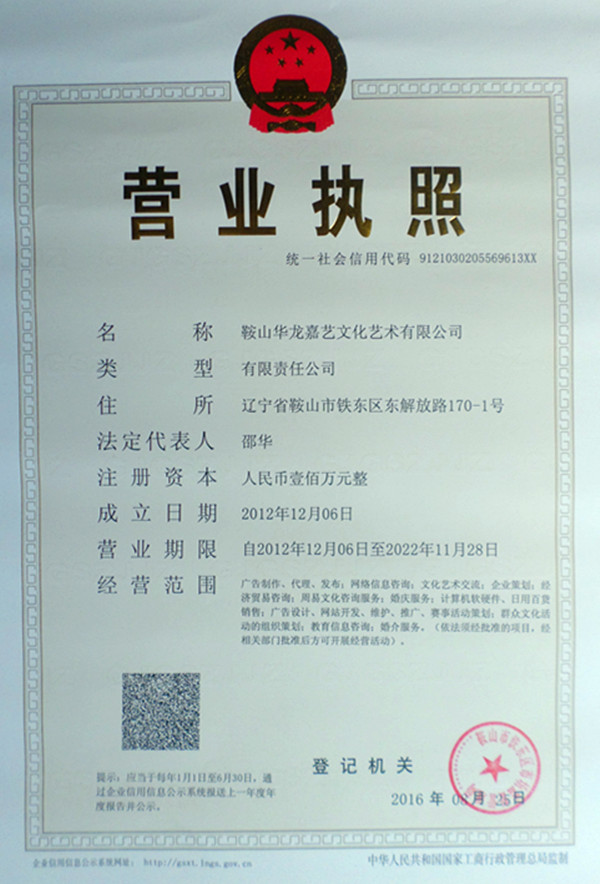 营业执照
统一社会信用代码 9121030205569613XX
名称 鞍山华龙嘉艺文化艺术有限公司
类型 有限责任公司
住所 辽宁省鞍山市铁东区东解放路170-1号
法定代表人 邵华
注册资本 人民币壹佰万元整
成立日期 2012年12月06日
营业期限 自2012年12月06日至2022年11月28日
经营范围 广告制作、代理、发布；网络信息咨询；文化艺术交流；企业策划；经
济贸易咨询；周易文化咨询服务；婚庆服务；计算机软硬件、日用百货
销售；广告设计、网站开发、维护、推广、赛事活动策划；群众文化活
动的组织策划；教育信息咨询；婚介服务。（依法须经批准的项目，经
相关部门批准后方可开展经营活动）。
登记机关
2016 年 08 月 25 日
提示：应当于每年1月1日至6月30日，通
过企业信用信息公示系统报送上一年度年
度报告并公示。
企业信用信息公示系统网址： http://gsxt.lngs.gov.cn
中华人民共和国国家工商行政管理总局监制